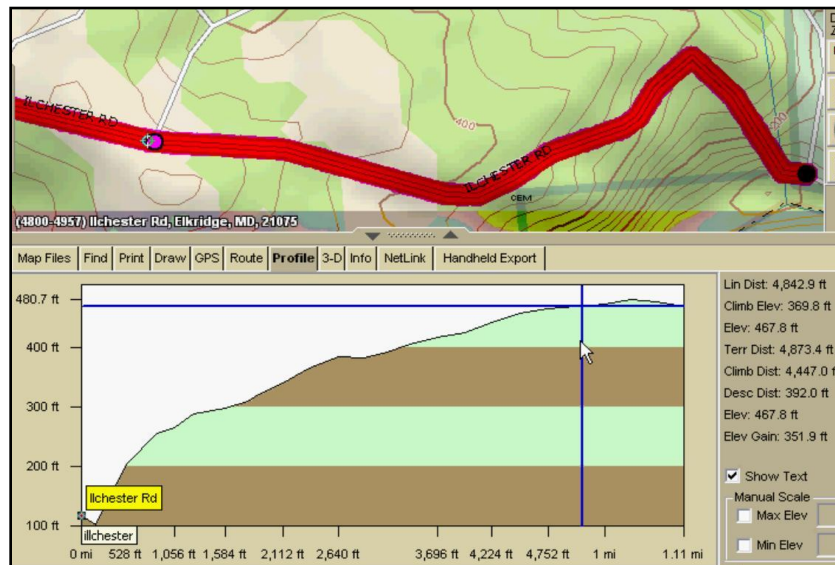 D
Z
ILCHESTER RD
400
ILCHESTER RD
200
CEM
(4800-4957) Ilchester Rd, Elkridge, MD, 21075
Map Files Find Print Draw GPS Route Profile 3-D Info NetLink Handheld Export
480.7 ft
400 ft
300 ft
200 ft
100 ft
Ilchester Rd
illchester
0 mi 528 ft 1,056 ft 1,584 ft 2,112 ft 2,640 ft 3,696 ft 4,224 ft 4,752 ft 1 mi 1.11 mi
Lin Dist: 4,842.9 ft
Climb Elev: 369.8 ft
Elev: 467.8 ft
Terr Dist: 4,873.4 ft
Climb Dist: 4,447.0 ft
Desc Dist: 392.0 ft
Elev: 467.8 ft
Elev Gain: 351.9 ft
Show Text
Manual Scale
Max Elev
Min Elev